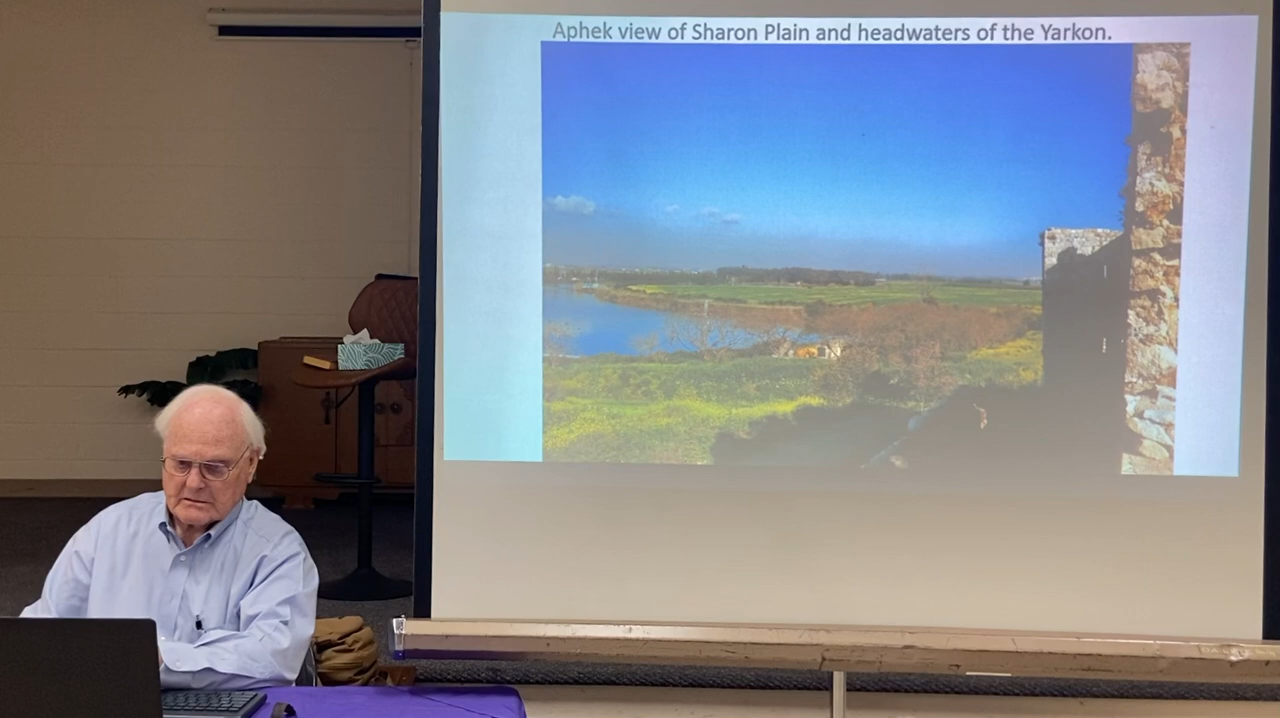 Aphek view of Sharon Plain and headwaters of the Yarkon.